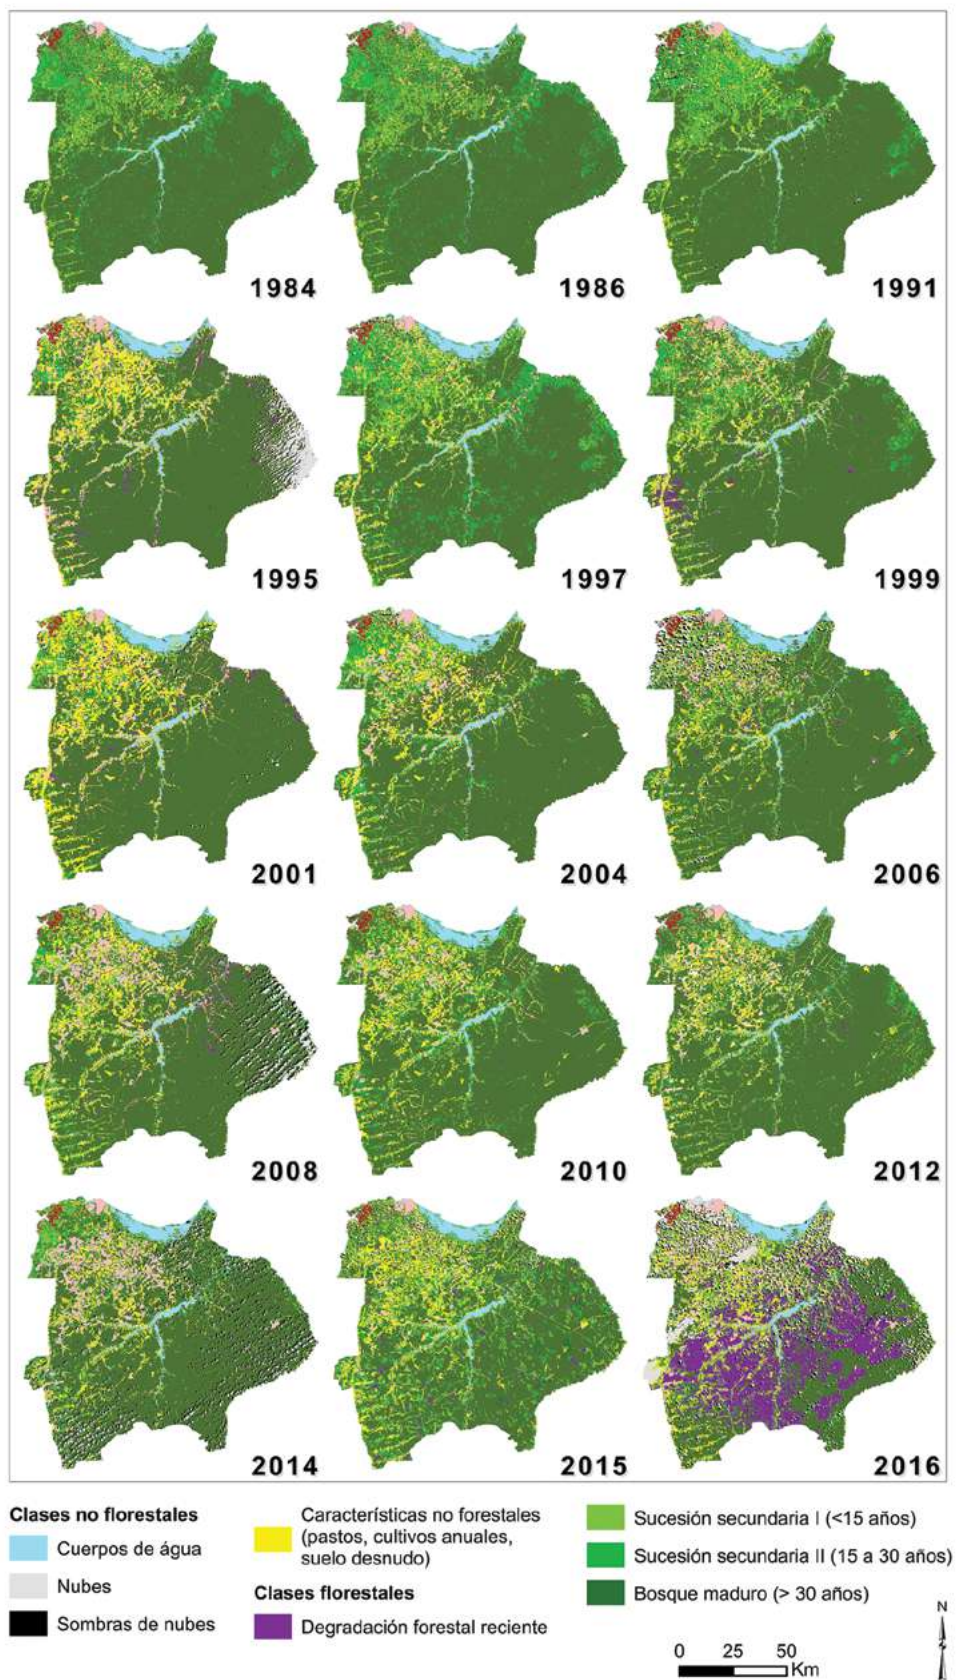 1984
1986
1991
1995
1997
1999
2001
2004
2006
2008
2010
2012
2014
2015
2016
Clases no florestales
Cuerpos de água
Nubes
Sombras de nubes
Características no forestales
(pastos, cultivos anuales,
suelo desnudo)
Clases florestales
Degradación forestal reciente
Sucesión secundaria I (<15 años)
Sucesión secundaria II (15 a 30 años)
Bosque maduro (> 30 años)
N
0 25 50
Km